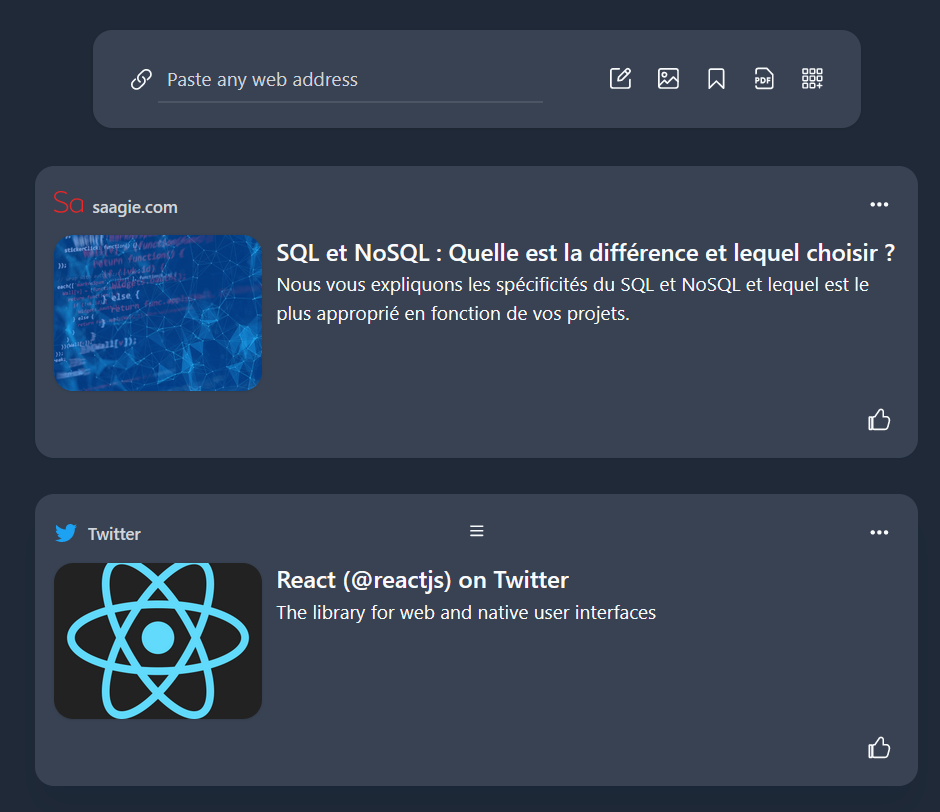 Paste any web address
PDF
Sa saagie.com
SQL et NoSQL : Quelle est la différence et lequel choisir ?
Nous vous expliquons les spécificités du SQL et NoSQL et lequel est le
plus approprié en fonction de vos projets.
} else {
Twitter
React (@reactjs) on Twitter
The library for web and native user interfaces